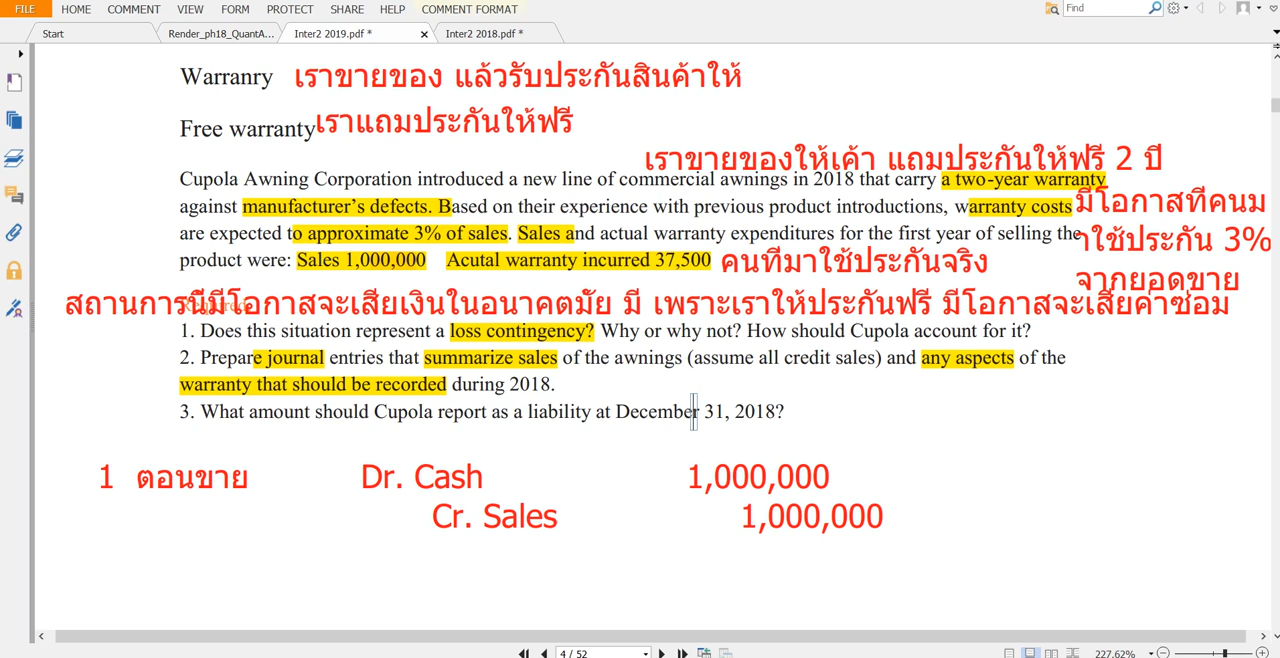 FILE HOME COMMENT VIEW FORM PROTECT SHARE HELP COMMENT FORMAT Find
Start Render_ph18_QuantA... Inter2 2019.pdf * Inter2 2018.pdf *
Warranry เราขายของ แล้วรับประกันสินค้าให้
Free warranty เราแถมประกันให้ฟรี
เราขายของให้เค้า แถมประกันให้ฟรี 2 ปี
Cupola Awning Corporation introduced a new line of commercial awnings in 2018 that carry a two-year warranty
against manufacturer's defects. Based on their experience with previous product introductions, warranty costs
มีโอกาสที่คนม
are expected to approximate 3% of sales. Sales and actual warranty expenditures for the first year of selling the
าใช้ประกัน 3%
product were: Sales 1,000,000 Acutal warranty incurred 37,500 คนที่มาใช้ประกันจริง
จากยอดขาย
สถานการณ์นี้มีโอกาสจะเสียเงินในอนาคตมั้ย มี เพราะเราให้ประกันฟรี มีโอกาสจะเสียค่าซ่อม
1. Does this situation represent a loss contingency? Why or why not? How should Cupola account for it?
2. Prepare journal entries that summarize sales of the awnings (assume all credit sales) and any aspects of the
warranty that should be recorded during 2018.
3. What amount should Cupola report as a liability at December 31, 2018?
1 ตอนขาย Dr. Cash 1,000,000
Cr. Sales 1,000,000
4 / 52 227.62%